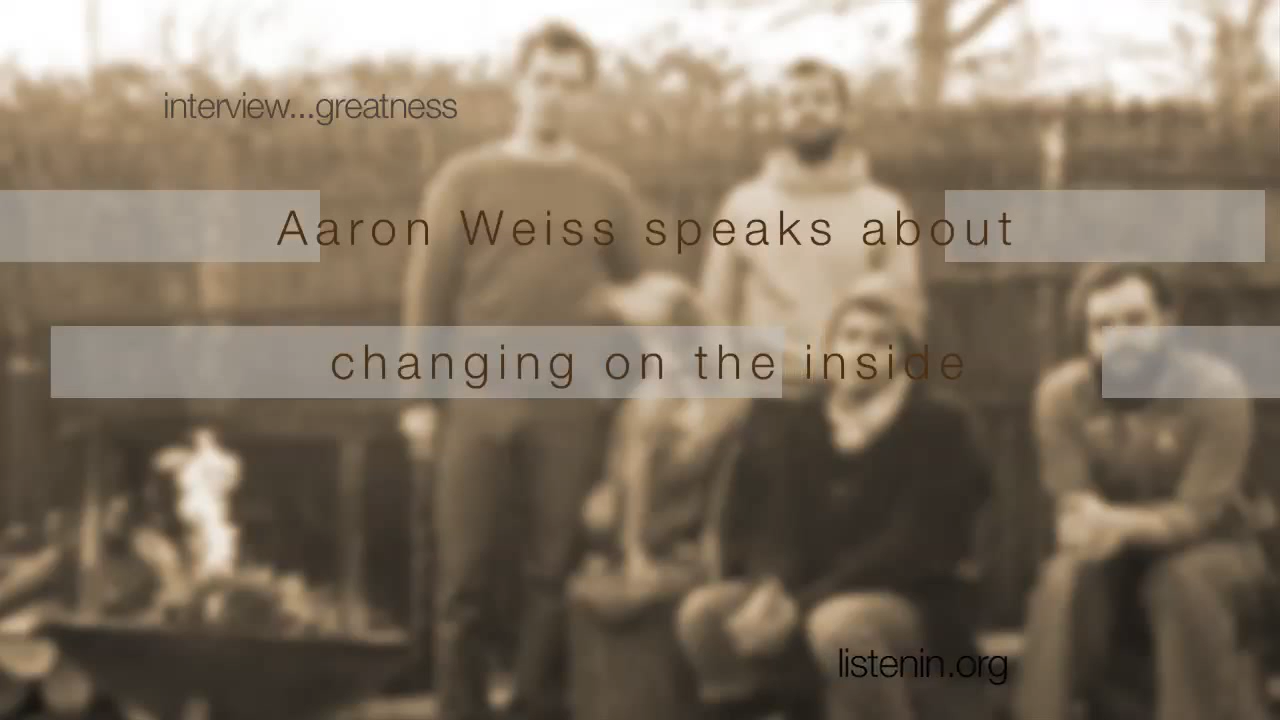 interview...greatness
Aaron Weiss speaks about
changing on the inside
listenin.org